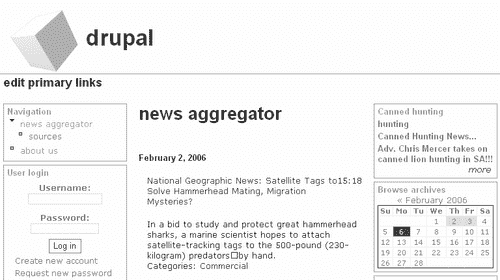 drupal
edit primary links
Navigation
news aggregator
sources
about us
User login
Username:
Password:
Log in
Create new account
Request new password
news aggregator
February 2, 2006
National Geographic News: Satellite Tags to15:18
Solve Hammerhead Mating, Migration
Mysteries?
In a bid to study and protect great hammerhead
sharks, a marine scientist hopes to attach
satellite-tracking tags to the 500-pound (230-
kilogram) predators□by hand.
Categories: Commercial
Canned hunting
hunting
Canned Hunting News...
Adv. Chris Mercer takes on
canned lion hunting in SA!!!
more
Browse archives
« February 2006
Su Mo Tu We Th Fr Sa
1 2 3 4
5 6 7 8 9 10 11
12 13 14 15 16 17 18
19 20 21 22 23 24 25
26 27 28